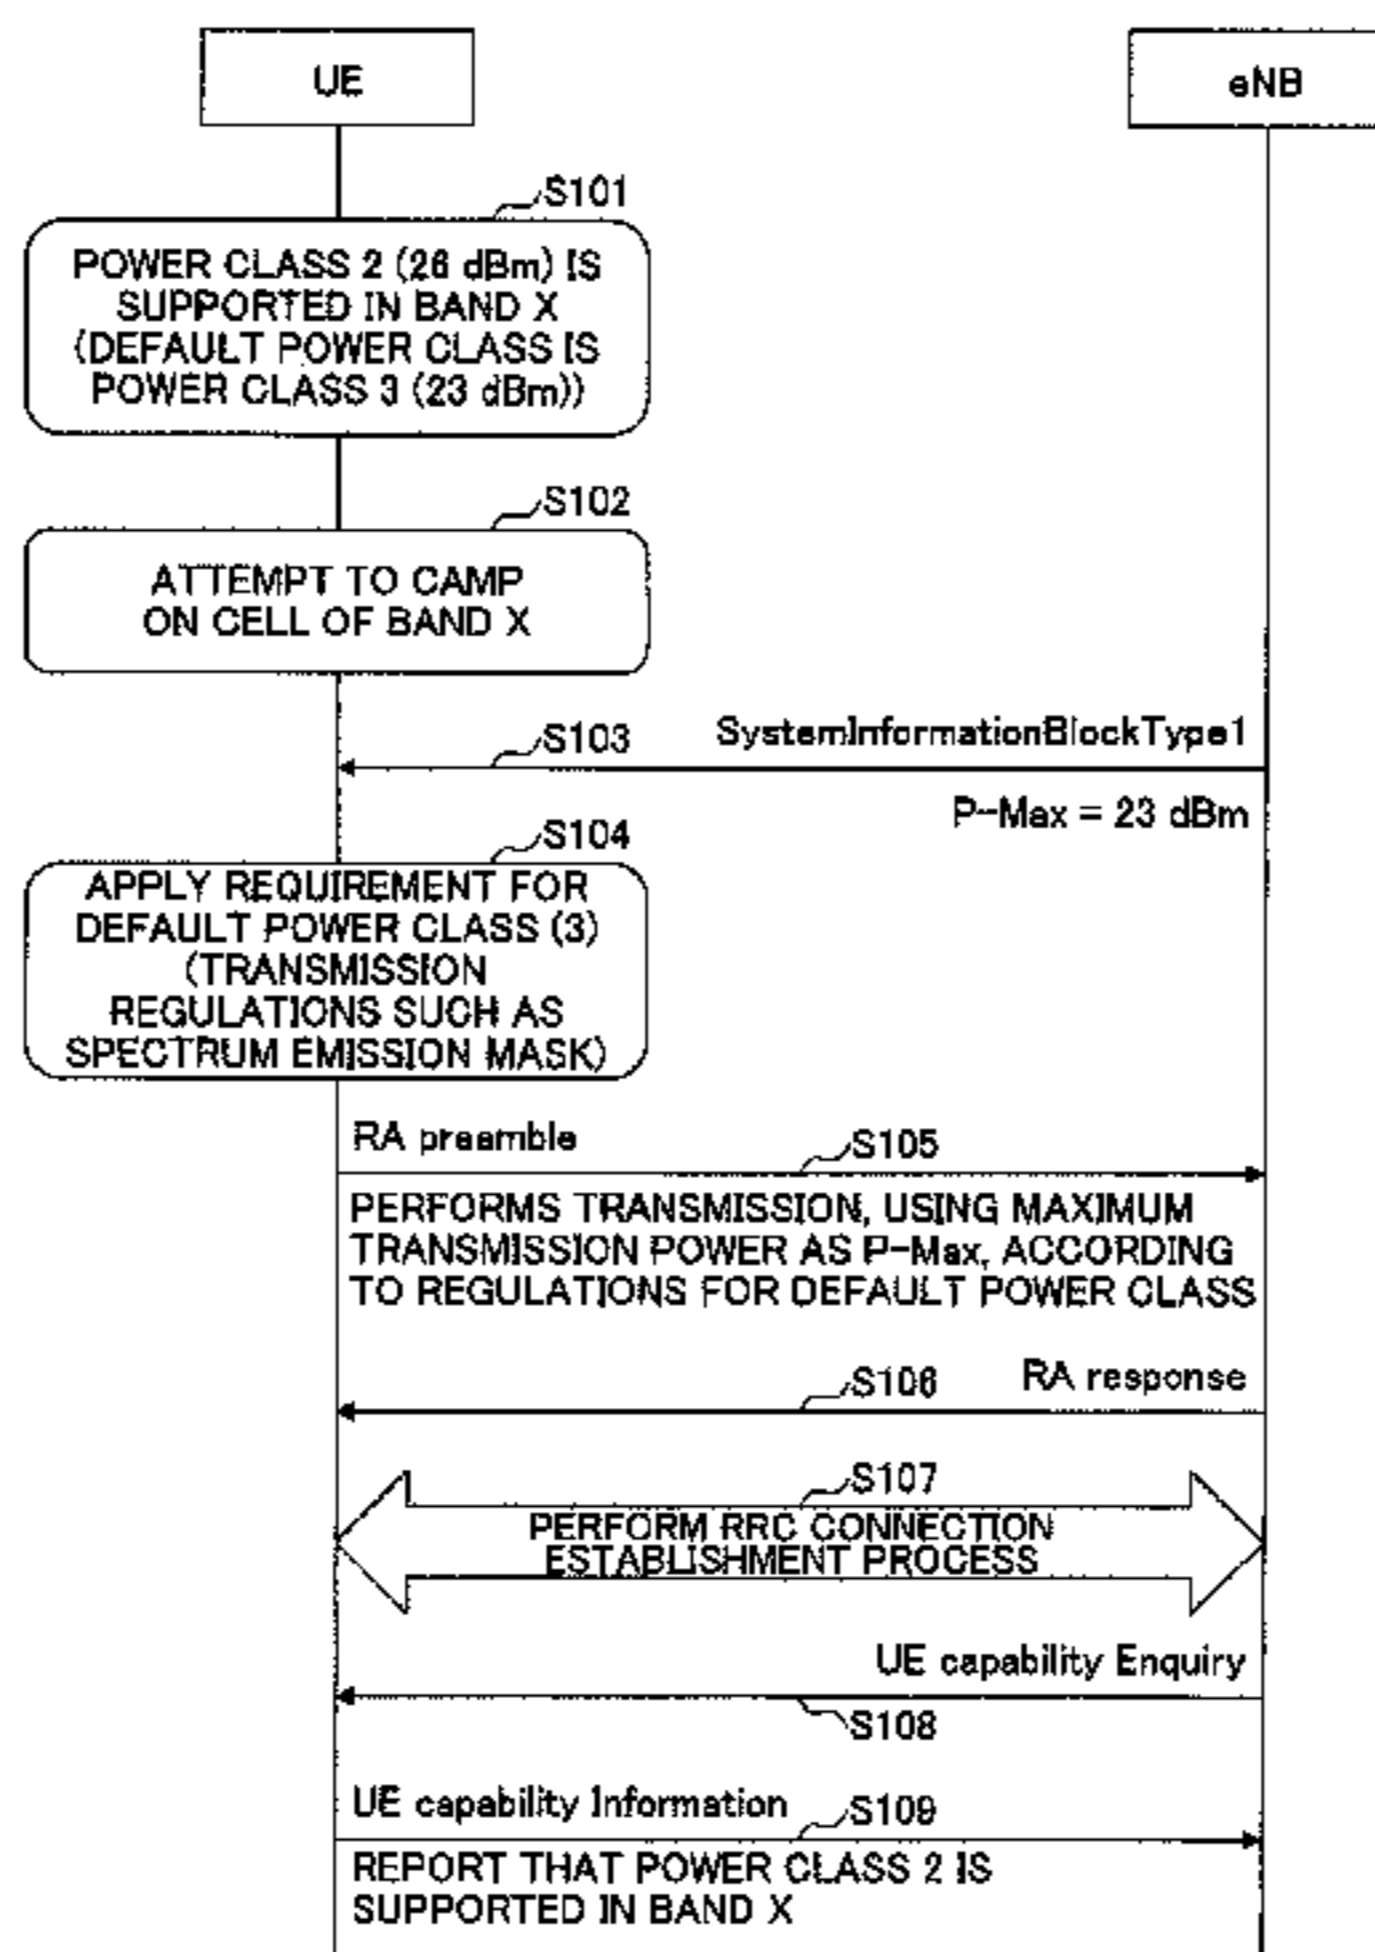 UE
eNB
S101
POWER CLASS 2 (26 dBm) IS
SUPPORTED IN BAND X
(DEFAULT POWER CLASS IS
POWER CLASS 3 (23 dBm))
S102
ATTEMPT TO CAMP
ON CELL OF BAND X
S103
SystemInformationBlockType1
P-Max = 23 dBm
S104
APPLY REQUIREMENT FOR
DEFAULT POWER CLASS (3)
(TRANSMISSION
REGULATIONS SUCH AS
SPECTRUM EMISSION MASK)
RA preamble
S105
PERFORMS TRANSMISSION, USING MAXIMUM
TRANSMISSION POWER AS P-Max, ACCORDING
TO REGULATIONS FOR DEFAULT POWER CLASS
S106
RA response
S107
PERFORM RRC CONNECTION
ESTABLISHMENT PROCESS
UE capability Enquiry
S108
UE capability Information
S109
REPORT THAT POWER CLASS 2 IS
SUPPORTED IN BAND X